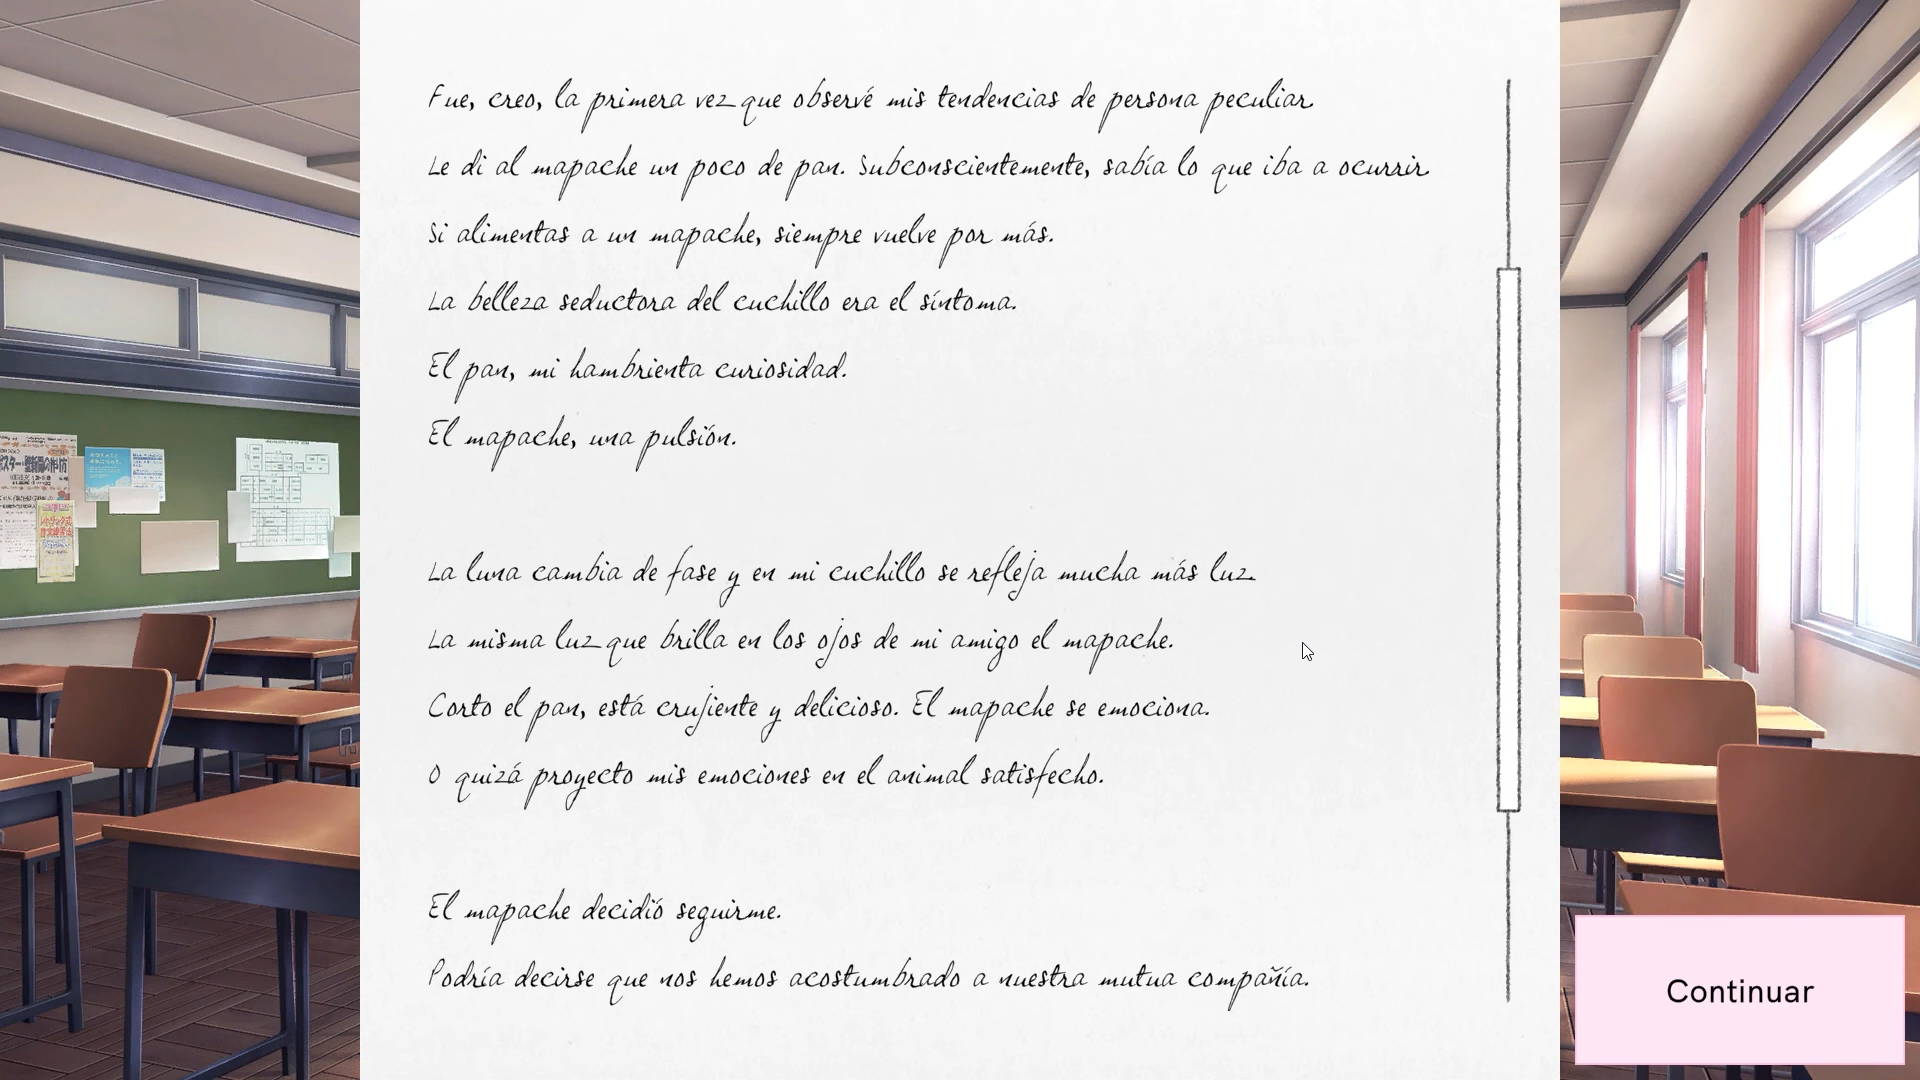 Fue, creo, la primera vez que observé mis tendencias de persona peculiar.
Le di al mapache un poco de pan. Subconscientemente, sabía lo que iba a ocurrir.
Si alimentas a un mapache, siempre vuelve por más.
La belleza seductora del cuchillo era el síntoma.
El pan, mi hambrienta curiosidad.
El mapache, una pulsión.
La luna cambia de fase y en mi cuchillo se refleja mucha más luz.
La misma luz que brilla en los ojos de mi amigo el mapache.
Corto el pan, está crujiente y delicioso. El mapache se emociona.
O quizá proyecto mis emociones en el animal satisfecho.
El mapache decidió seguirme.
Podría decirse que nos hemos acostumbrado a nuestra mutua compañía.
Continuar